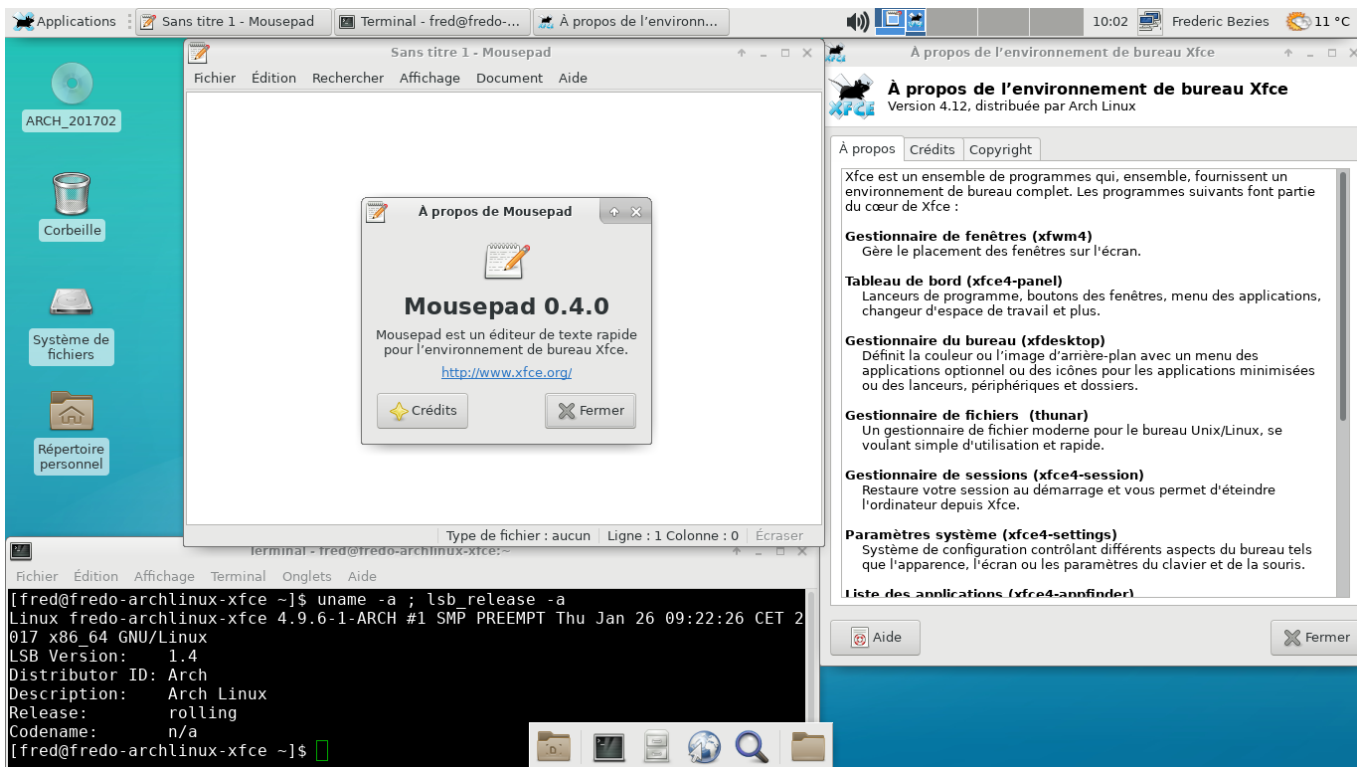 Applications
Sans titre 1 - Mousepad
Terminal - fred@fredo-...
À propos de l’environn...
10:02
Frederic Bezies
11 °C
ARCH_201702
Corbeille
Système de
fichiers
Répertoire
personnel
Sans titre 1 - Mousepad
Fichier Édition Rechercher Affichage Document Aide
À propos de Mousepad
Mousepad 0.4.0
Mousepad est un éditeur de texte rapide
pour l’environnement de bureau Xfce.
http://www.xfce.org/
Crédits
Fermer
Type de fichier : aucun Ligne : 1 Colonne : 0 Écraser
À propos de l’environnement de bureau Xfce
XFCE
À propos de l’environnement de bureau Xfce
Version 4.12, distribuée par Arch Linux
À propos Crédits Copyright
Xfce est un ensemble de programmes qui, ensemble, fournissent un
environnement de bureau complet. Les programmes suivants font partie
du cœur de Xfce :
Gestionnaire de fenêtres (xfwm4)
Gère le placement des fenêtres sur l'écran.
Tableau de bord (xfce4-panel)
Lanceurs de programme, boutons des fenêtres, menu des applications,
changeur d'espace de travail et plus.
Gestionnaire du bureau (xfdesktop)
Définit la couleur ou l’image d’arrière-plan avec un menu des
applications optionnel ou des icônes pour les applications minimisées
ou des lanceurs, périphériques et dossiers.
Gestionnaire de fichiers (thunar)
Un gestionnaire de fichier moderne pour le bureau Unix/Linux, se
voulant simple d'utilisation et rapide.
Gestionnaire de sessions (xfce4-session)
Restaure votre session au démarrage et vous permet d'éteindre
l'ordinateur depuis Xfce.
Paramètres système (xfce4-settings)
Système de configuration contrôlant différents aspects du bureau tels
que l'apparence, l'écran ou les paramètres du clavier et de la souris.
Liste des applications (xfce4-appfinder)
Aide
Fermer
Terminal - fred@fredo-archlinux-xfce:~
Fichier Édition Affichage Terminal Onglets Aide
[fred@fredo-archlinux-xfce ~]$ uname -a ; lsb_release -a
Linux fredo-archlinux-xfce 4.9.6-1-ARCH #1 SMP PREEMPT Thu Jan 26 09:22:26 CET 2
017 x86_64 GNU/Linux
LSB Version: 1.4
Distributor ID: Arch
Description: Arch Linux
Release: rolling
Codename: n/a
[fred@fredo-archlinux-xfce ~]$